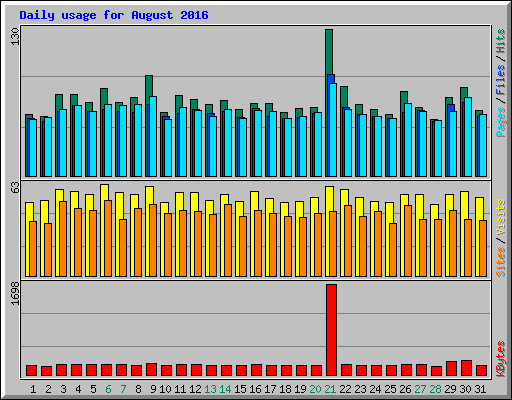 Daily usage for August 2016
130
Pages / Files / Hits
63
Sites / Visits
1698
KBytes
1 2 3 4 5 6 7 8 9 10 11 12 13 14 15 16 17 18 19 20 21 22 23 24 25 26 27 28 29 30 31